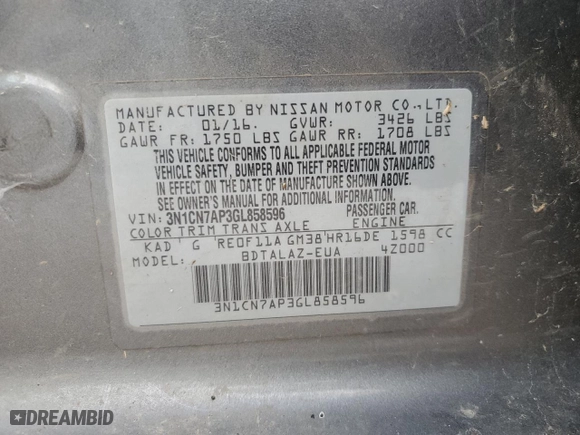 MANUFACTURED BY NISSAN MOTOR CO., LTD.
DATE: 01/16. GVWR: 3426 LBS
GAWR FR: 1750 LBS GAWR RR: 1708 LBS
THIS VEHICLE CONFORMS TO ALL APPLICABLE FEDERAL MOTOR
VEHICLE SAFETY, BUMPER AND THEFT PREVENTION STANDARDS
IN EFFECT ON THE DATE OF MANUFACTURE SHOWN ABOVE.
SEE OWNER'S MANUAL FOR ADDITIONAL INFORMATION.
VIN: 3N1CN7AP3GL858596 PASSENGER CAR.
COLOR TRIM TRANS AXLE ENGINE
KAD G RE0F11A GM38 HR16DE 1598 CC
MODEL: BDTALAZ-EUA 4Z000
3N1CN7AP3GL858596
DREAMBID